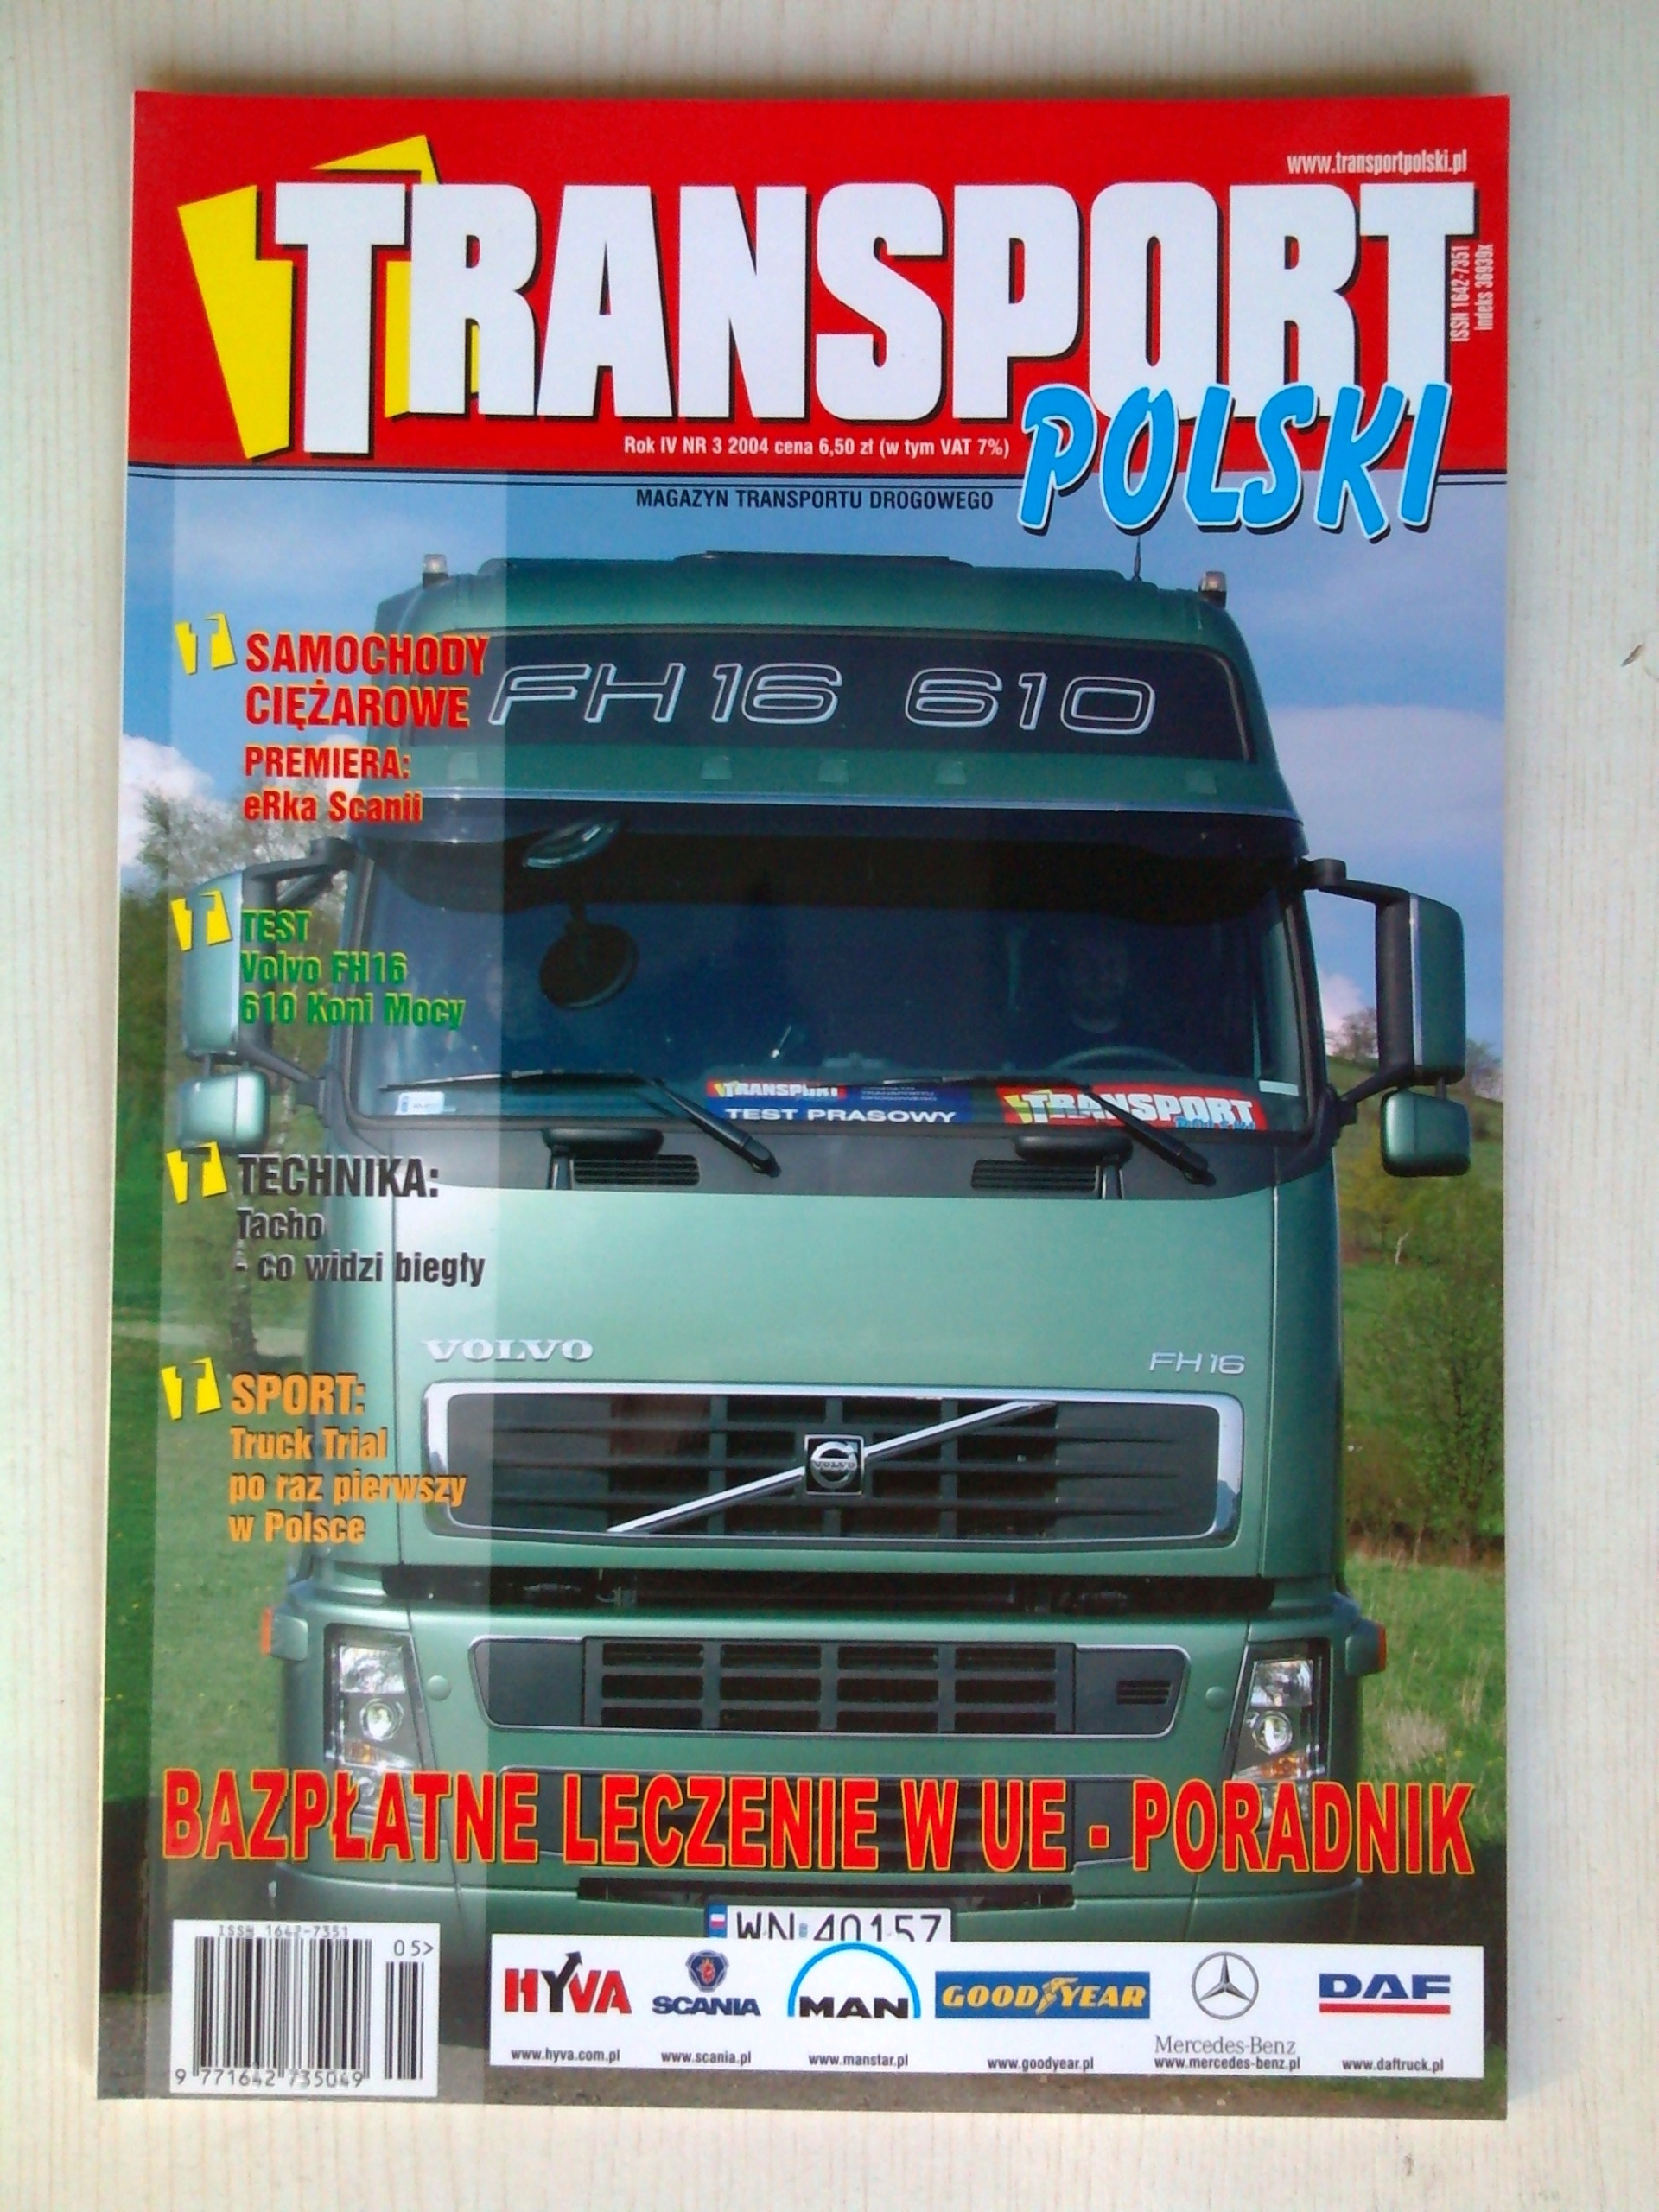 www.transportpolski.pl
TRANSPORT
POLSKI
ISSN 1642-7351
Indeks 36939x
Rok IV NR 3 2004 cena 6,50 zł (w tym VAT 7%)
MAGAZYN TRANSPORTU DROGOWEGO
FH16 610
T SAMOCHODY
CIĘŻAROWE
PREMIERA:
eRka Scanii
T TEST
Volvo FH16
610 Koni Mocy
TRANSPORT
TEST PRASOWY
TRANSPORT
POLSKI
T TECHNIKA:
Tacho
- co widzi biegły
VOLVO
FH16
VOLVO
T SPORT:
Truck Trial
po raz pierwszy
w Polsce
BAZPŁATNE LECZENIE W UE - PORADNIK
WN 40157
ISSN 1642-7351
05>
9 771642 735049
HYVA
www.hyva.com.pl
SCANIA
www.scania.pl
MAN
www.manstar.pl
GOODYEAR
www.goodyear.pl
Mercedes-Benz
www.mercedes-benz.pl
DAF
www.daftruck.pl